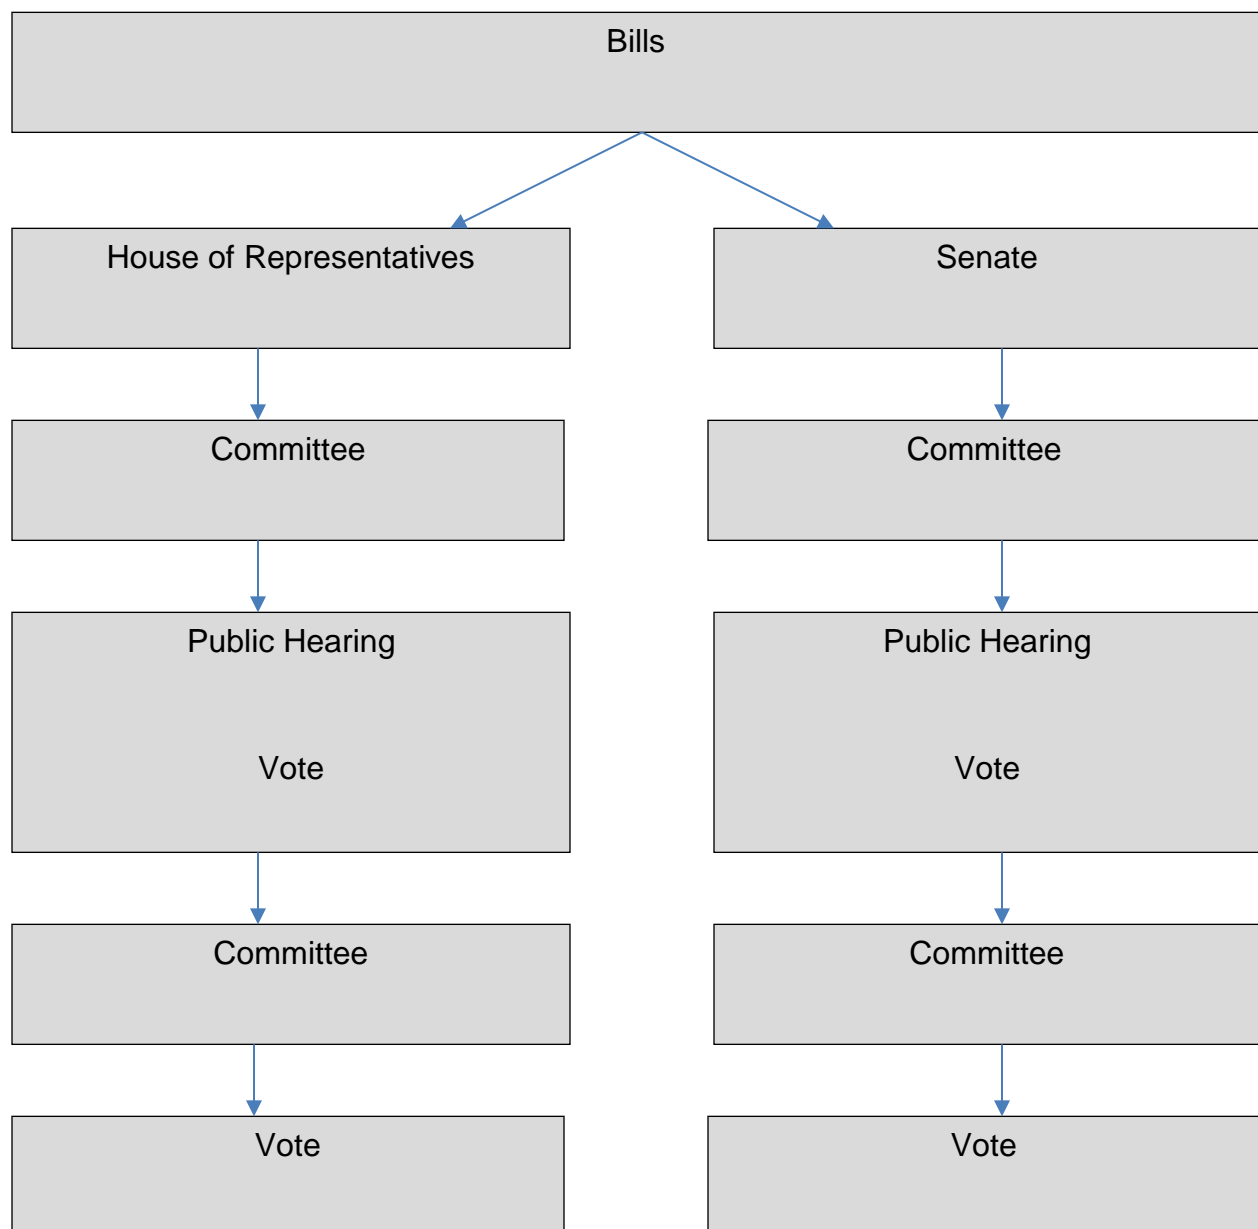 Bills
House of Representatives
Senate
Committee
Committee
Public Hearing
Public Hearing
Vote
Vote
Committee
Committee
Vote
Vote